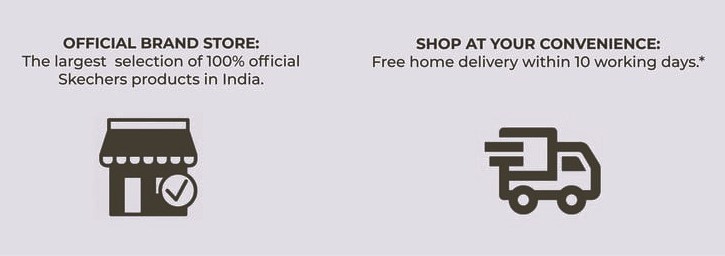 OFFICIAL BRAND STORE:
The largest selection of 100% official
Skechers products in India.
SHOP AT YOUR CONVENIENCE:
Free home delivery within 10 working days.*